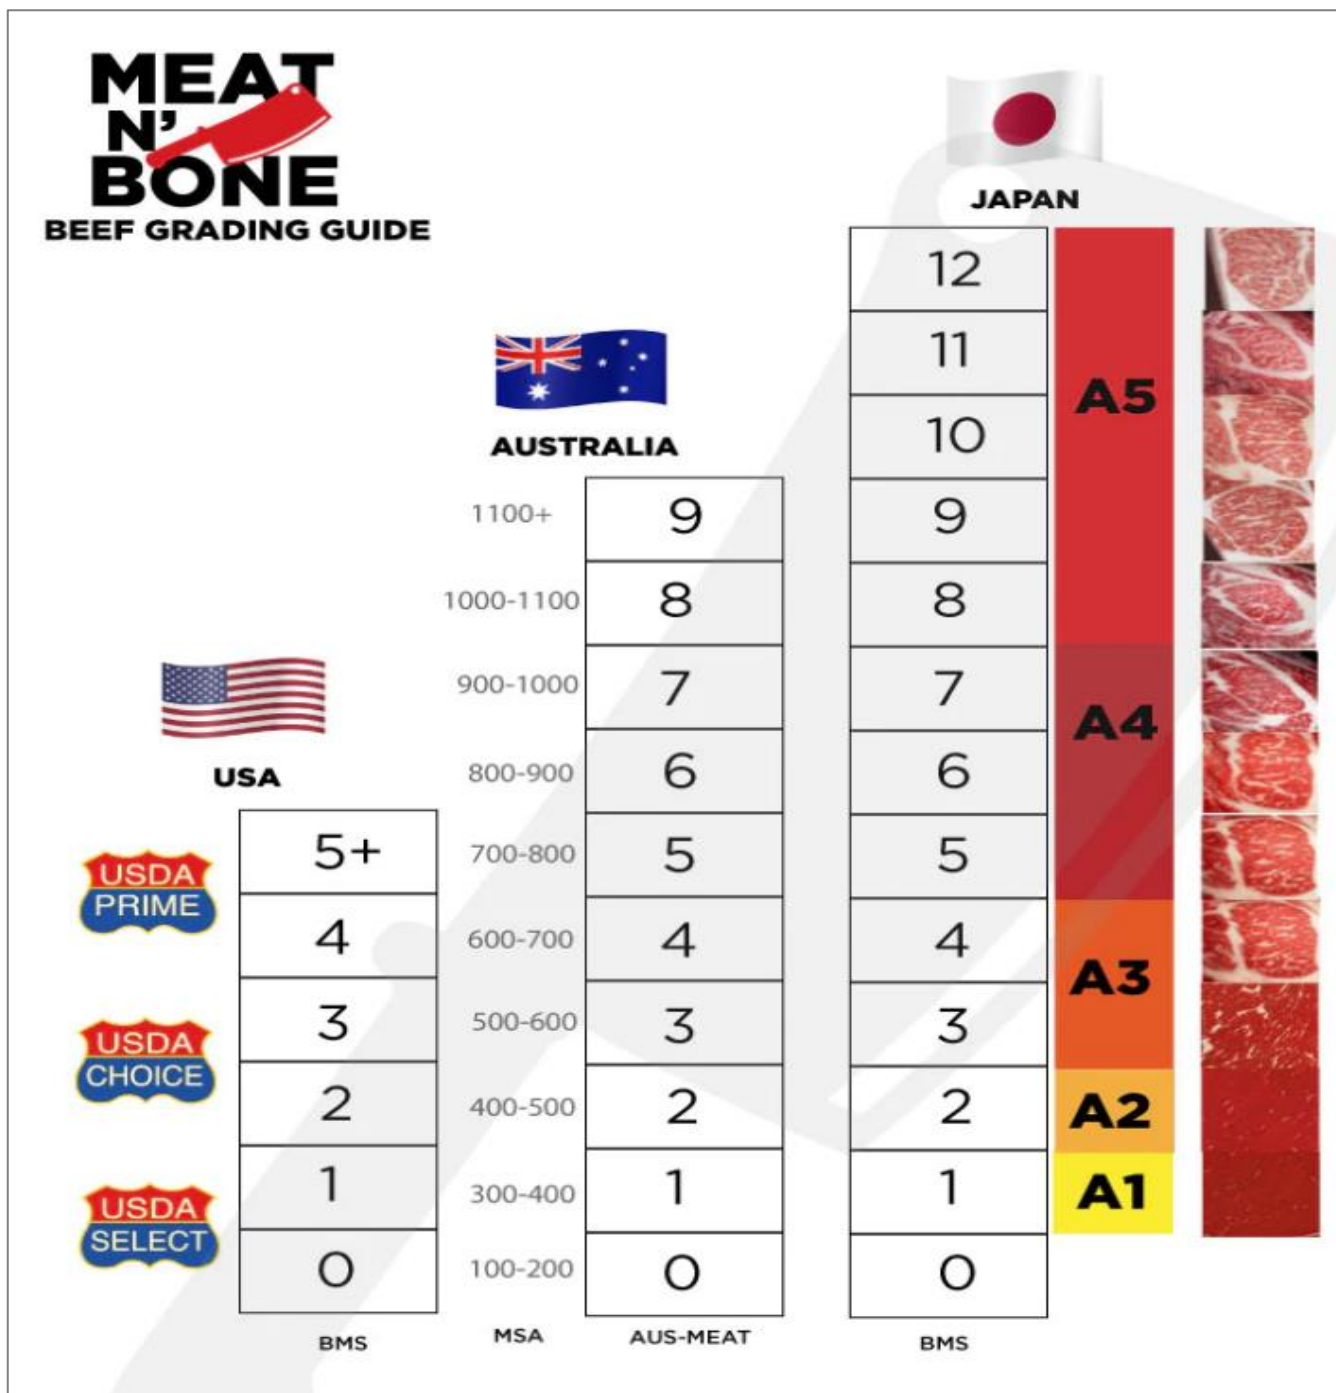 MEAT
N'
BONE
BEEF GRADING GUIDE
JAPAN
12
11
10
9
8
7
6
5
4
3
2
1
0
BMS
A5
A4
A3
A2
A1
AUSTRALIA
1100+ 9
1000-1100 8
900-1000 7
800-900 6
700-800 5
600-700 4
500-600 3
400-500 2
300-400 1
100-200 0
MSA AUS-MEAT
USA
USDA
PRIME
USDA
CHOICE
USDA
SELECT
5+
4
3
2
1
0
BMS